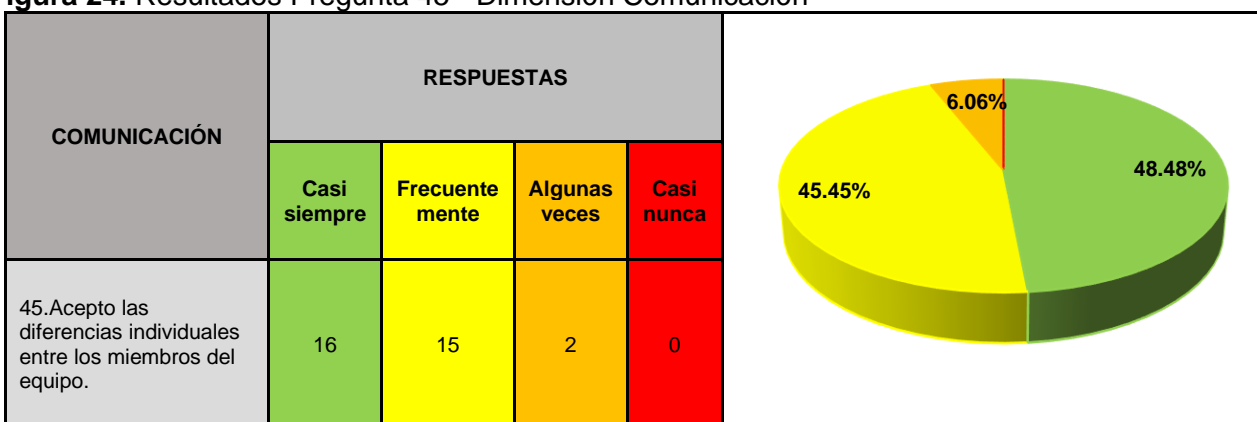 COMUNICACIÓN
RESPUESTAS
Casi
siempre
Frecuente
mente
Algunas
veces
Casi
nunca
45.Acepto las
diferencias individuales
entre los miembros del
equipo.
16
15
2
0
6.06%
48.48%
45.45%